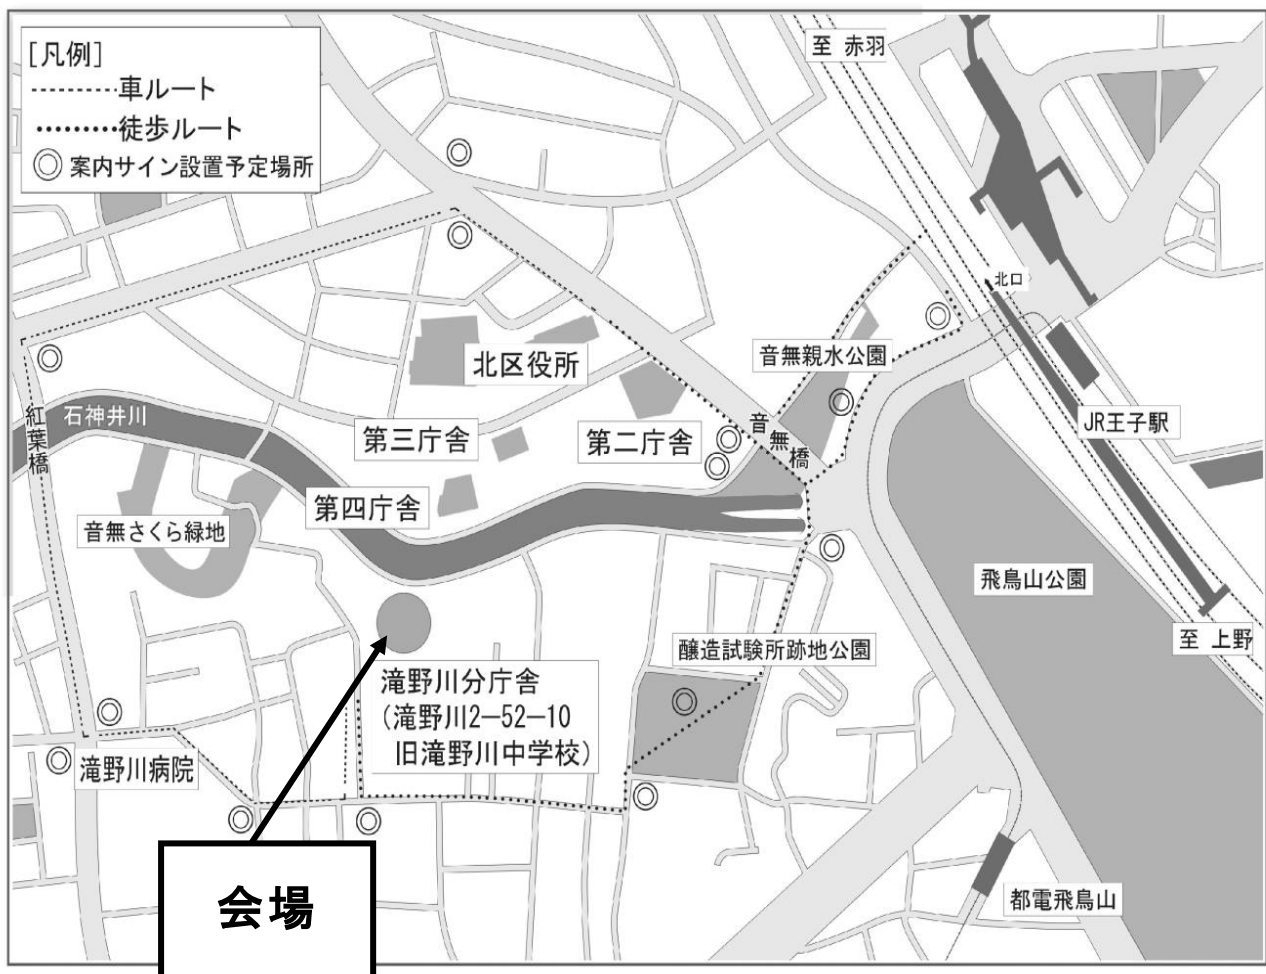 [凡例]
車ルート
徒歩ルート
案内サイン設置予定場所
至 赤羽
北口
音無親水公園
北区役所
JR王子駅
石神井川
紅葉橋
第三庁舎
第二庁舎
音無橋
第四庁舎
音無さくら緑地
飛鳥山公園
至 上野
醸造試験所跡地公園
滝野川分庁舎
(滝野川2-52-10
旧滝野川中学校)
滝野川病院
会場
都電飛鳥山